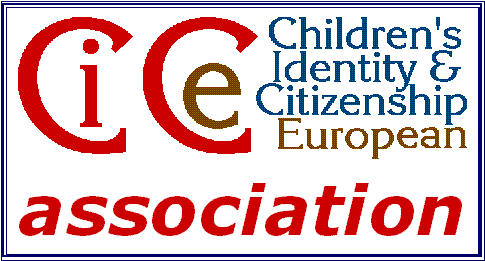 CiCe
Children's
Identity &
Citizenship
European
association